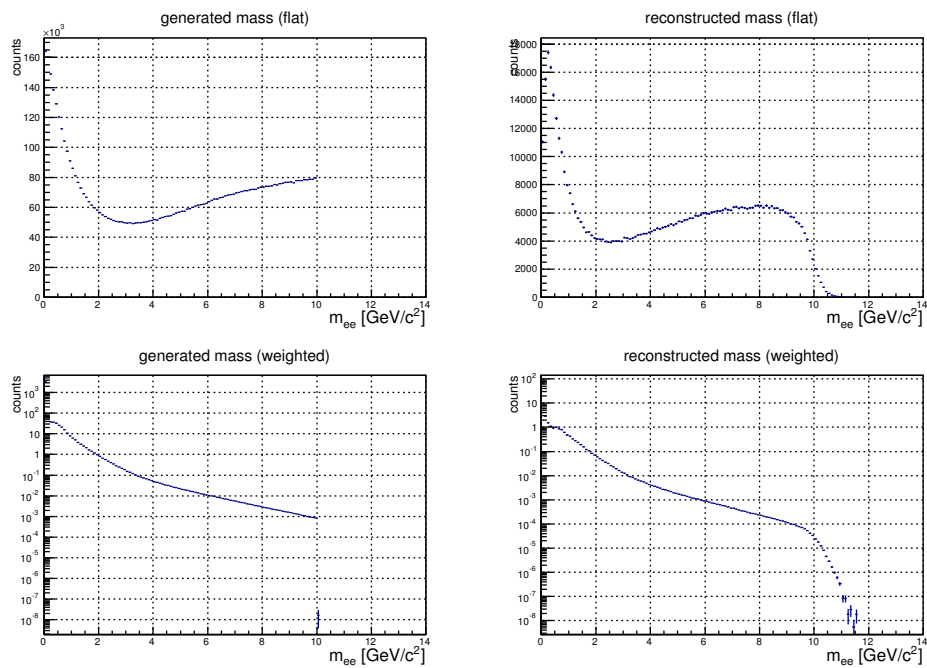 generated mass (flat)
×10³
counts
160
140
120
100
80
60
40
20
0
0 2 4 6 8 10 12 14
m_ee [GeV/c²]
reconstructed mass (flat)
counts
18000
16000
14000
12000
10000
8000
6000
4000
2000
0
0 2 4 6 8 10 12 14
m_ee [GeV/c²]
generated mass (weighted)
counts
10³
10²
10
1
10⁻¹
10⁻²
10⁻³
10⁻⁴
10⁻⁵
10⁻⁶
10⁻⁷
10⁻⁸
0 2 4 6 8 10 12 14
m_ee [GeV/c²]
reconstructed mass (weighted)
counts
10²
10
1
10⁻¹
10⁻²
10⁻³
10⁻⁴
10⁻⁵
10⁻⁶
10⁻⁷
10⁻⁸
0 2 4 6 8 10 12 14
m_ee [GeV/c²]